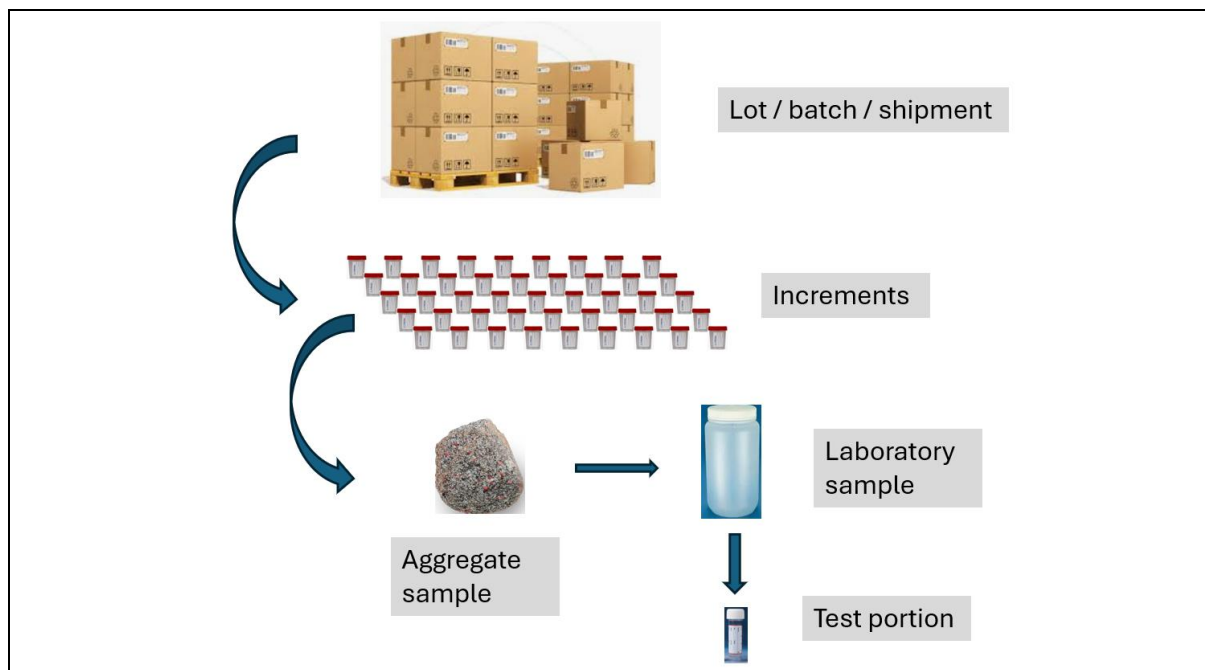 Lot / batch / shipment
Increments
Aggregate
sample
Laboratory
sample
Test portion